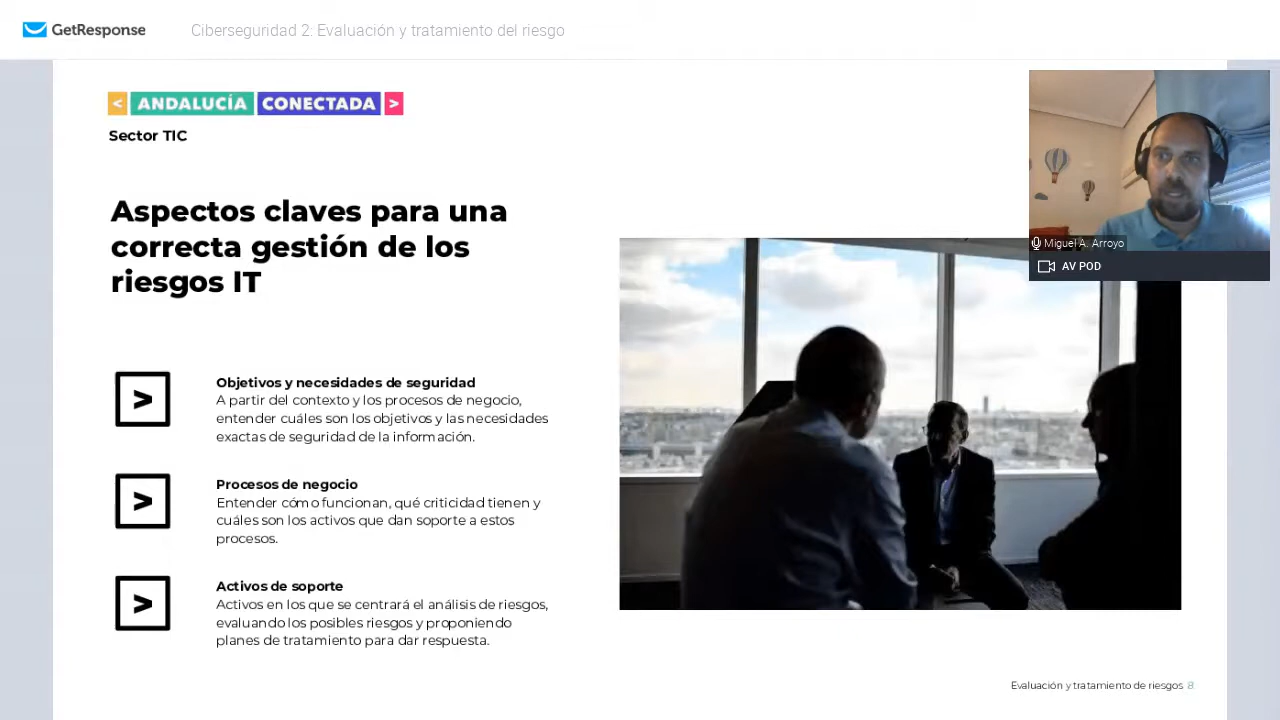 GetResponse
Ciberseguridad 2: Evaluación y tratamiento del riesgo
< ANDALUCÍA CONECTADA >
Sector TIC
Aspectos claves para una
correcta gestión de los
riesgos IT
>
Objetivos y necesidades de seguridad
A partir del contexto y los procesos de negocio,
entender cuáles son los objetivos y las necesidades
exactas de seguridad de la información.
>
Procesos de negocio
Entender cómo funcionan, qué criticidad tienen y
cuáles son los activos que dan soporte a estos
procesos.
>
Activos de soporte
Activos en los que se centrará el análisis de riesgos,
evaluando los posibles riesgos y proponiendo
planes de tratamiento para dar respuesta.
Miguel A. Arroyo
AV POD
Evaluación y tratamiento de riesgos 8